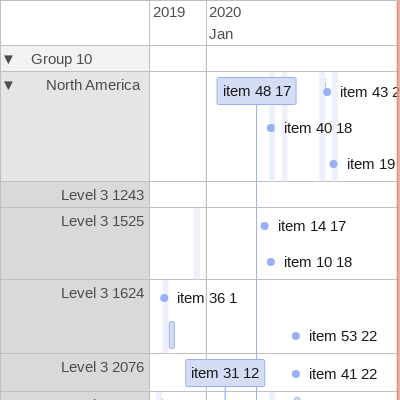 2019
2020
Jan
▼ Group 10
▼ North America
item 48 17
item 43 2
item 40 18
item 19
Level 3 1243
Level 3 1525
item 14 17
item 10 18
Level 3 1624
item 36 1
item 53 22
Level 3 2076
item 31 12
item 41 22